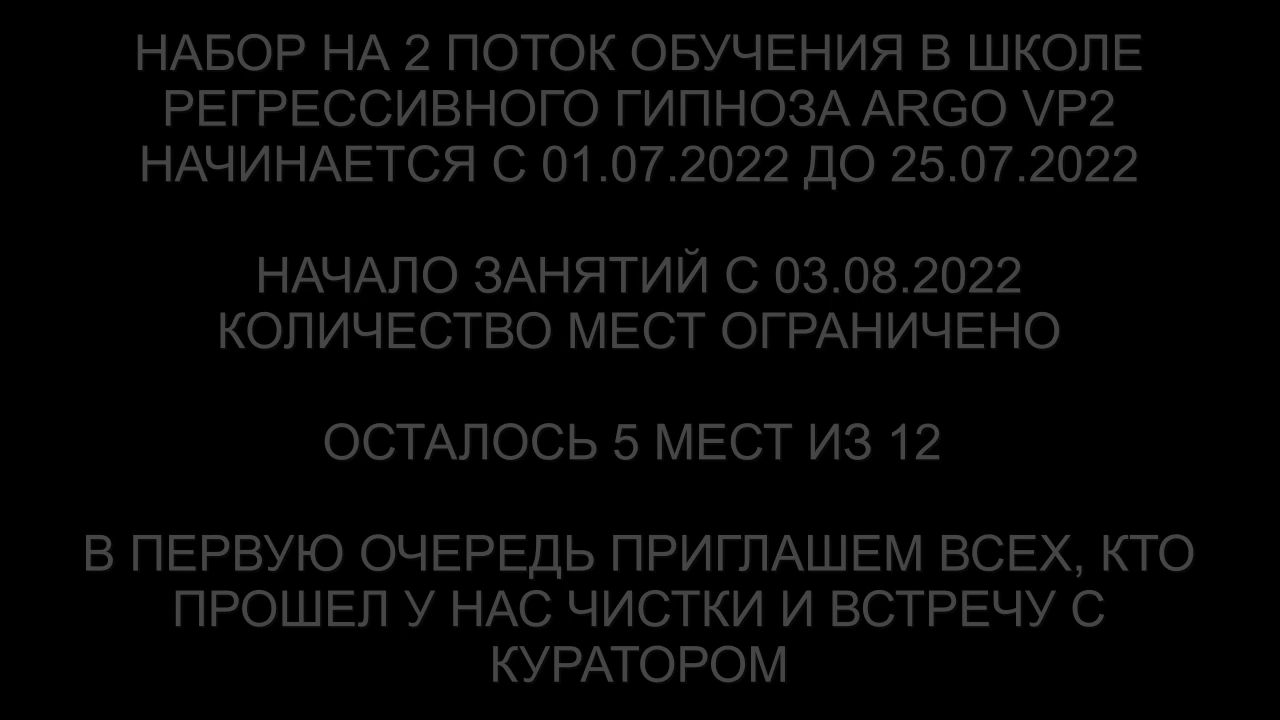 НАБОР НА 2 ПОТОК ОБУЧЕНИЯ В ШКОЛЕ
РЕГРЕССИВНОГО ГИПНОЗА ARGO VP2
НАЧИНАЕТСЯ С 01.07.2022 ДО 25.07.2022
НАЧАЛО ЗАНЯТИЙ С 03.08.2022
КОЛИЧЕСТВО МЕСТ ОГРАНИЧЕНО
ОСТАЛОСЬ 5 МЕСТ ИЗ 12
В ПЕРВУЮ ОЧЕРЕДЬ ПРИГЛАШЕМ ВСЕХ, КТО
ПРОШЕЛ У НАС ЧИСТКИ И ВСТРЕЧУ С
КУРАТОРОМ